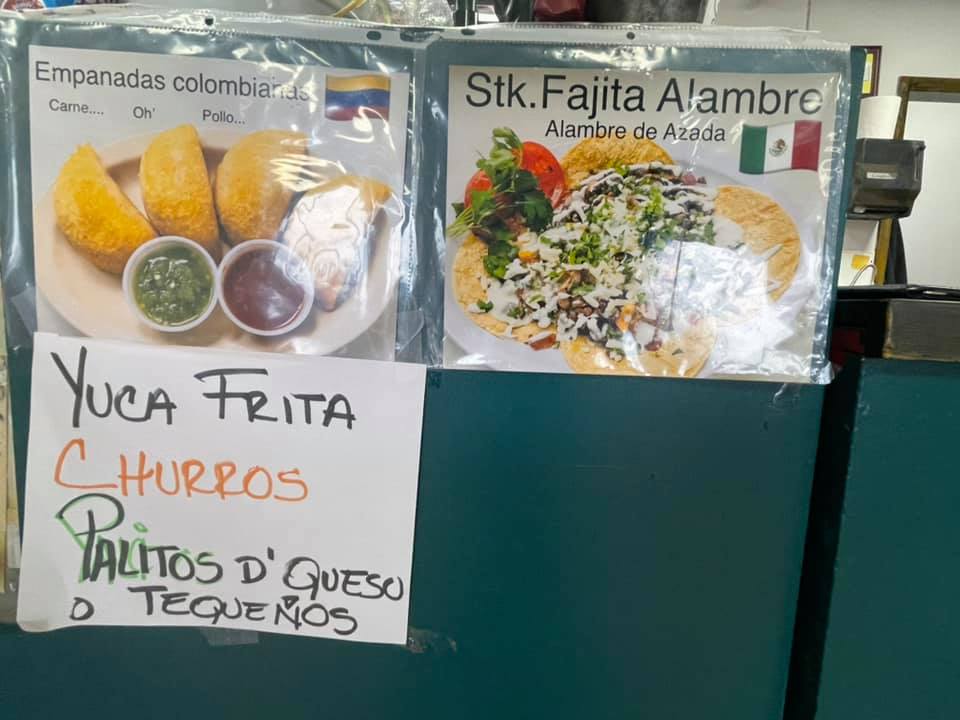 Empanadas colombianas
Carne.... Oh' Pollo...
Stk.Fajita Alambre
Alambre de Azada
YUCA FRITA
CHURROS
PALITOS D' QUESO
O TEQUEÑOS